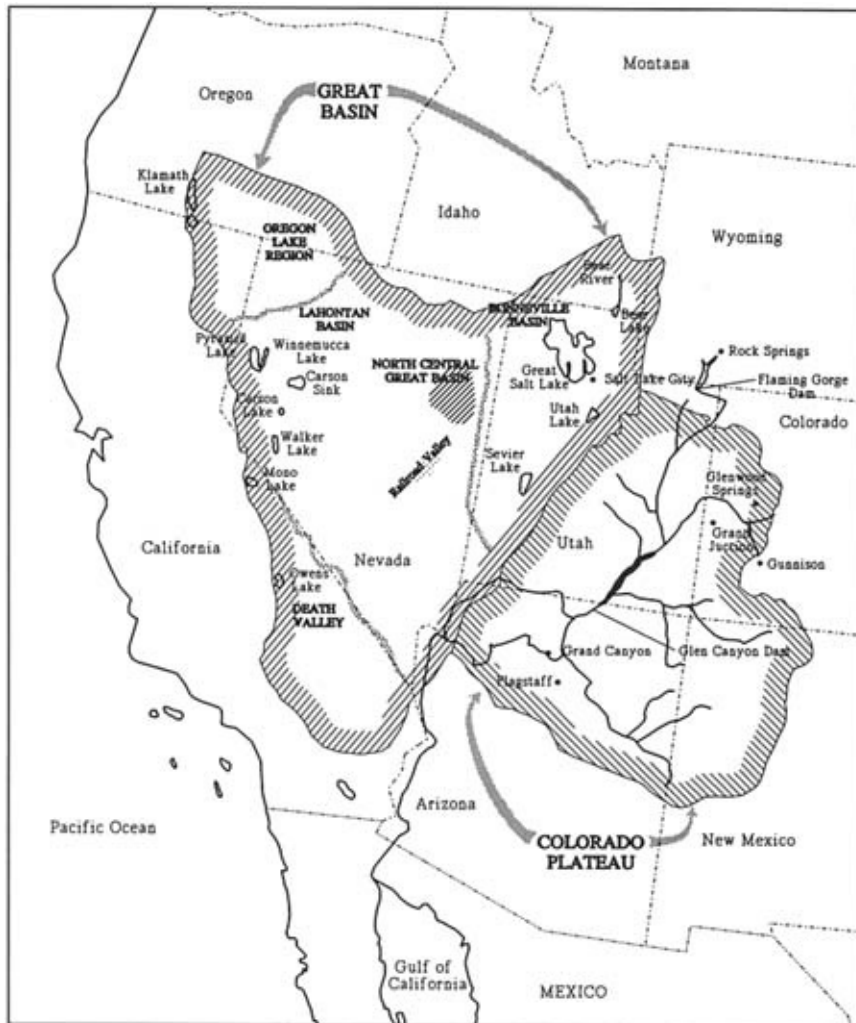 Montana
Oregon
GREAT
BASIN
Klamath
Lake
Idaho
Wyoming
OREGON
LAKE
REGION
Bear
River
LAHONTAN
BASIN
BONNEVILLE
BASIN
Bear
Lake
Pyramid
Lake
Winnemucca
Lake
Rock Springs
NORTH CENTRAL
GREAT BASIN
Carson
Sink
Great
Salt Lake
Salt Lake City
Flaming Gorge
Dam
Carson
Lake
Utah
Lake
Colorado
Walker
Lake
Railroad Valley
Sevier
Lake
Mono
Lake
Glenwood
Springs
Grand
Junction
California
Nevada
Utah
Gunnison
Owens
Lake
DEATH
VALLEY
Grand Canyon
Glen Canyon Dam
Flagstaff
Arizona
Pacific Ocean
COLORADO
PLATEAU
New Mexico
Gulf of
California
MEXICO